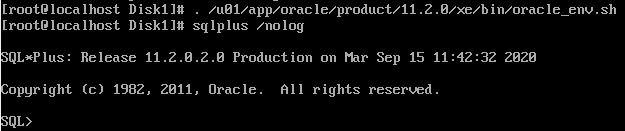 [root@localhost Disk1]# . /u01/app/oracle/product/11.2.0/xe/bin/oracle_env.sh
[root@localhost Disk1]# sqlplus /nolog
SQL*Plus: Release 11.2.0.2.0 Production on Mar Sep 15 11:42:32 2020
Copyright (c) 1982, 2011, Oracle.  All rights reserved.
SQL>